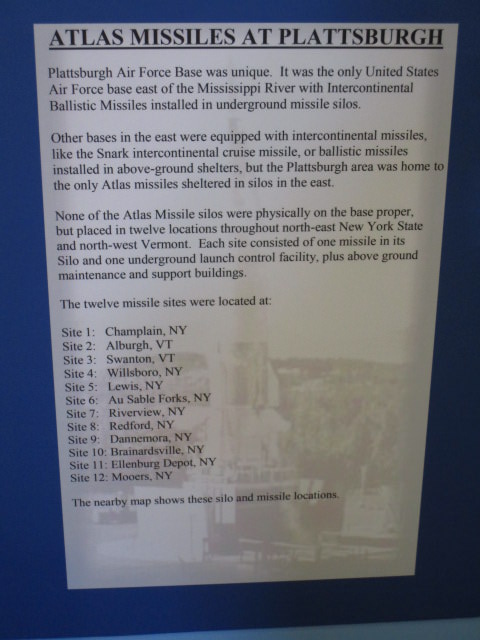 ATLAS MISSILES AT PLATTSBURGH
Plattsburgh Air Force Base was unique. It was the only United States
Air Force base east of the Mississippi River with Intercontinental
Ballistic Missiles installed in underground missile silos.
Other bases in the east were equipped with intercontinental missiles,
like the Snark intercontinental cruise missile, or ballistic missiles
installed in above-ground shelters, but the Plattsburgh area was home to
the only Atlas missiles sheltered in silos in the east.
None of the Atlas Missile silos were physically on the base proper,
but placed in twelve locations throughout north-east New York State
and north-west Vermont. Each site consisted of one missile in its
Silo and one underground launch control facility, plus above ground
maintenance and support buildings.
The twelve missile sites were located at:
Site 1: Champlain, NY
Site 2: Alburgh, VT
Site 3: Swanton, VT
Site 4: Willsboro, NY
Site 5: Lewis, NY
Site 6: Au Sable Forks, NY
Site 7: Riverview, NY
Site 8: Redford, NY
Site 9: Dannemora, NY
Site 10: Brainardsville, NY
Site 11: Ellenburg Depot, NY
Site 12: Mooers, NY
The nearby map shows these silo and missile locations.